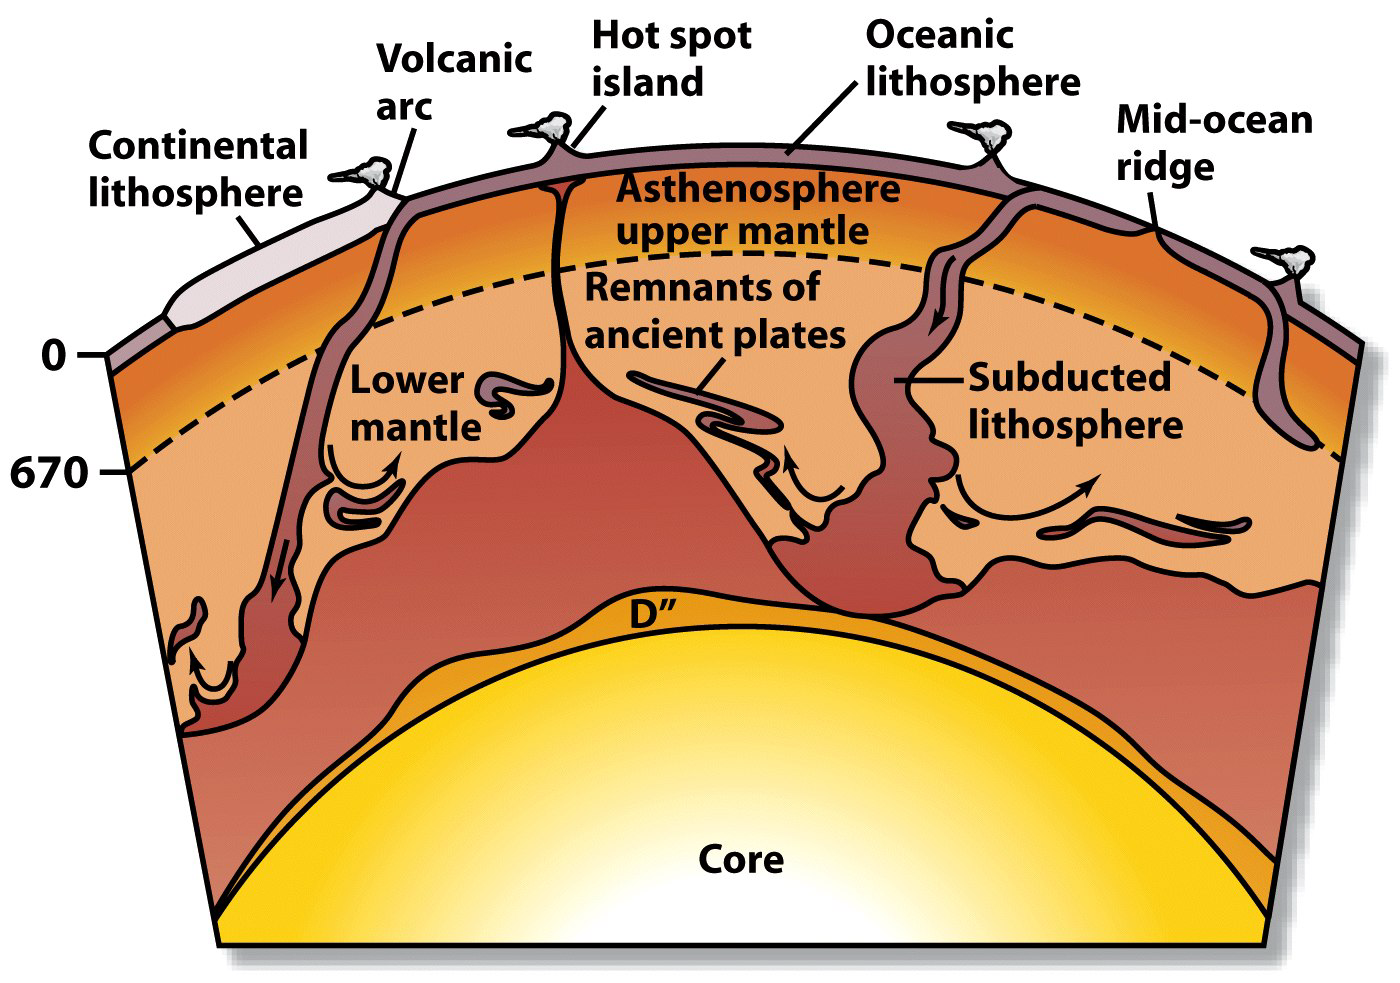 Hot spot
island
Oceanic
lithosphere
Volcanic
arc
Mid-ocean
ridge
Continental
lithosphere
Asthenosphere
upper mantle
Remnants of
ancient plates
0
Lower
mantle
Subducted
lithosphere
670
D”
Core